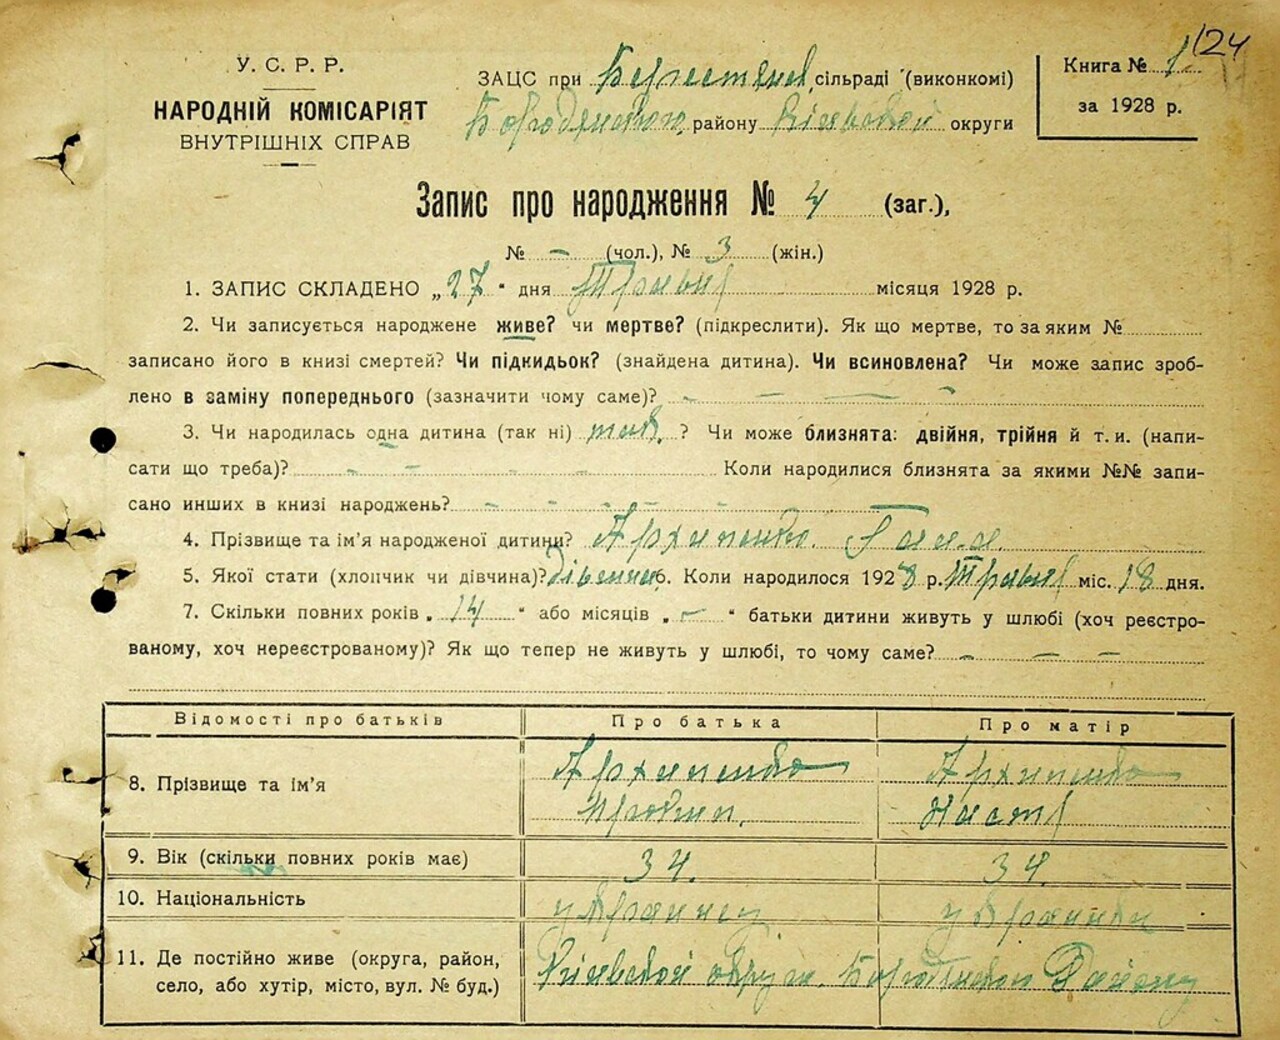 124
У. С. Р. Р.
НАРОДНІЙ КОМІСАРІЯТ
ВНУТРІШНІХ СПРАВ
ЗАЦС при сільраді (виконкомі)
району округи
Книга № 1
за 1928 р.
Запис про народження № 4 (заг.),
№ – (чол.), № 3 (жін.)
1. ЗАПИС СКЛАДЕНО „27" дня Травня місяця 1928 р.
2. Чи записується народжене живе? чи мертве? (підкреслити). Як що мертве, то за яким №
записано його в книзі смертей? Чи підкидьок? (знайдена дитина). Чи всиновлена? Чи може запис зроб-
лено в заміну попереднього (зазначити чому саме)? – – – –
3. Чи народилась одна дитина (так ні) так ? Чи може близнята: двійня, трійня й т. и. (напи-
сати що треба)? – – – – Коли народилися близнята за якими №№ запи-
сано инших в книзі народжень? – – – – –
4. Прізвище та ім'я народженої дитини? Архипенко Ганна
5. Якої стати (хлопчик чи дівчина)? 6. Коли народилося 1928 р. Травня міс. 18 дня.
7. Скільки повних років „14" або місяців „–" батьки дитини живуть у шлюбі (хоч реєстро-
ваному, хоч нереєстрованому)? Як що тепер не живуть у шлюбі, то чому саме? – – –
Відомості про батьків Про батька Про матір
8. Прізвище та ім'я Архипенко Архипенко
Настя
9. Вік (скільки повних років має) 34. 34.
10. Національність
11. Де постійно живе (округа, район,
село, або хутір, місто, вул. № буд.) Району